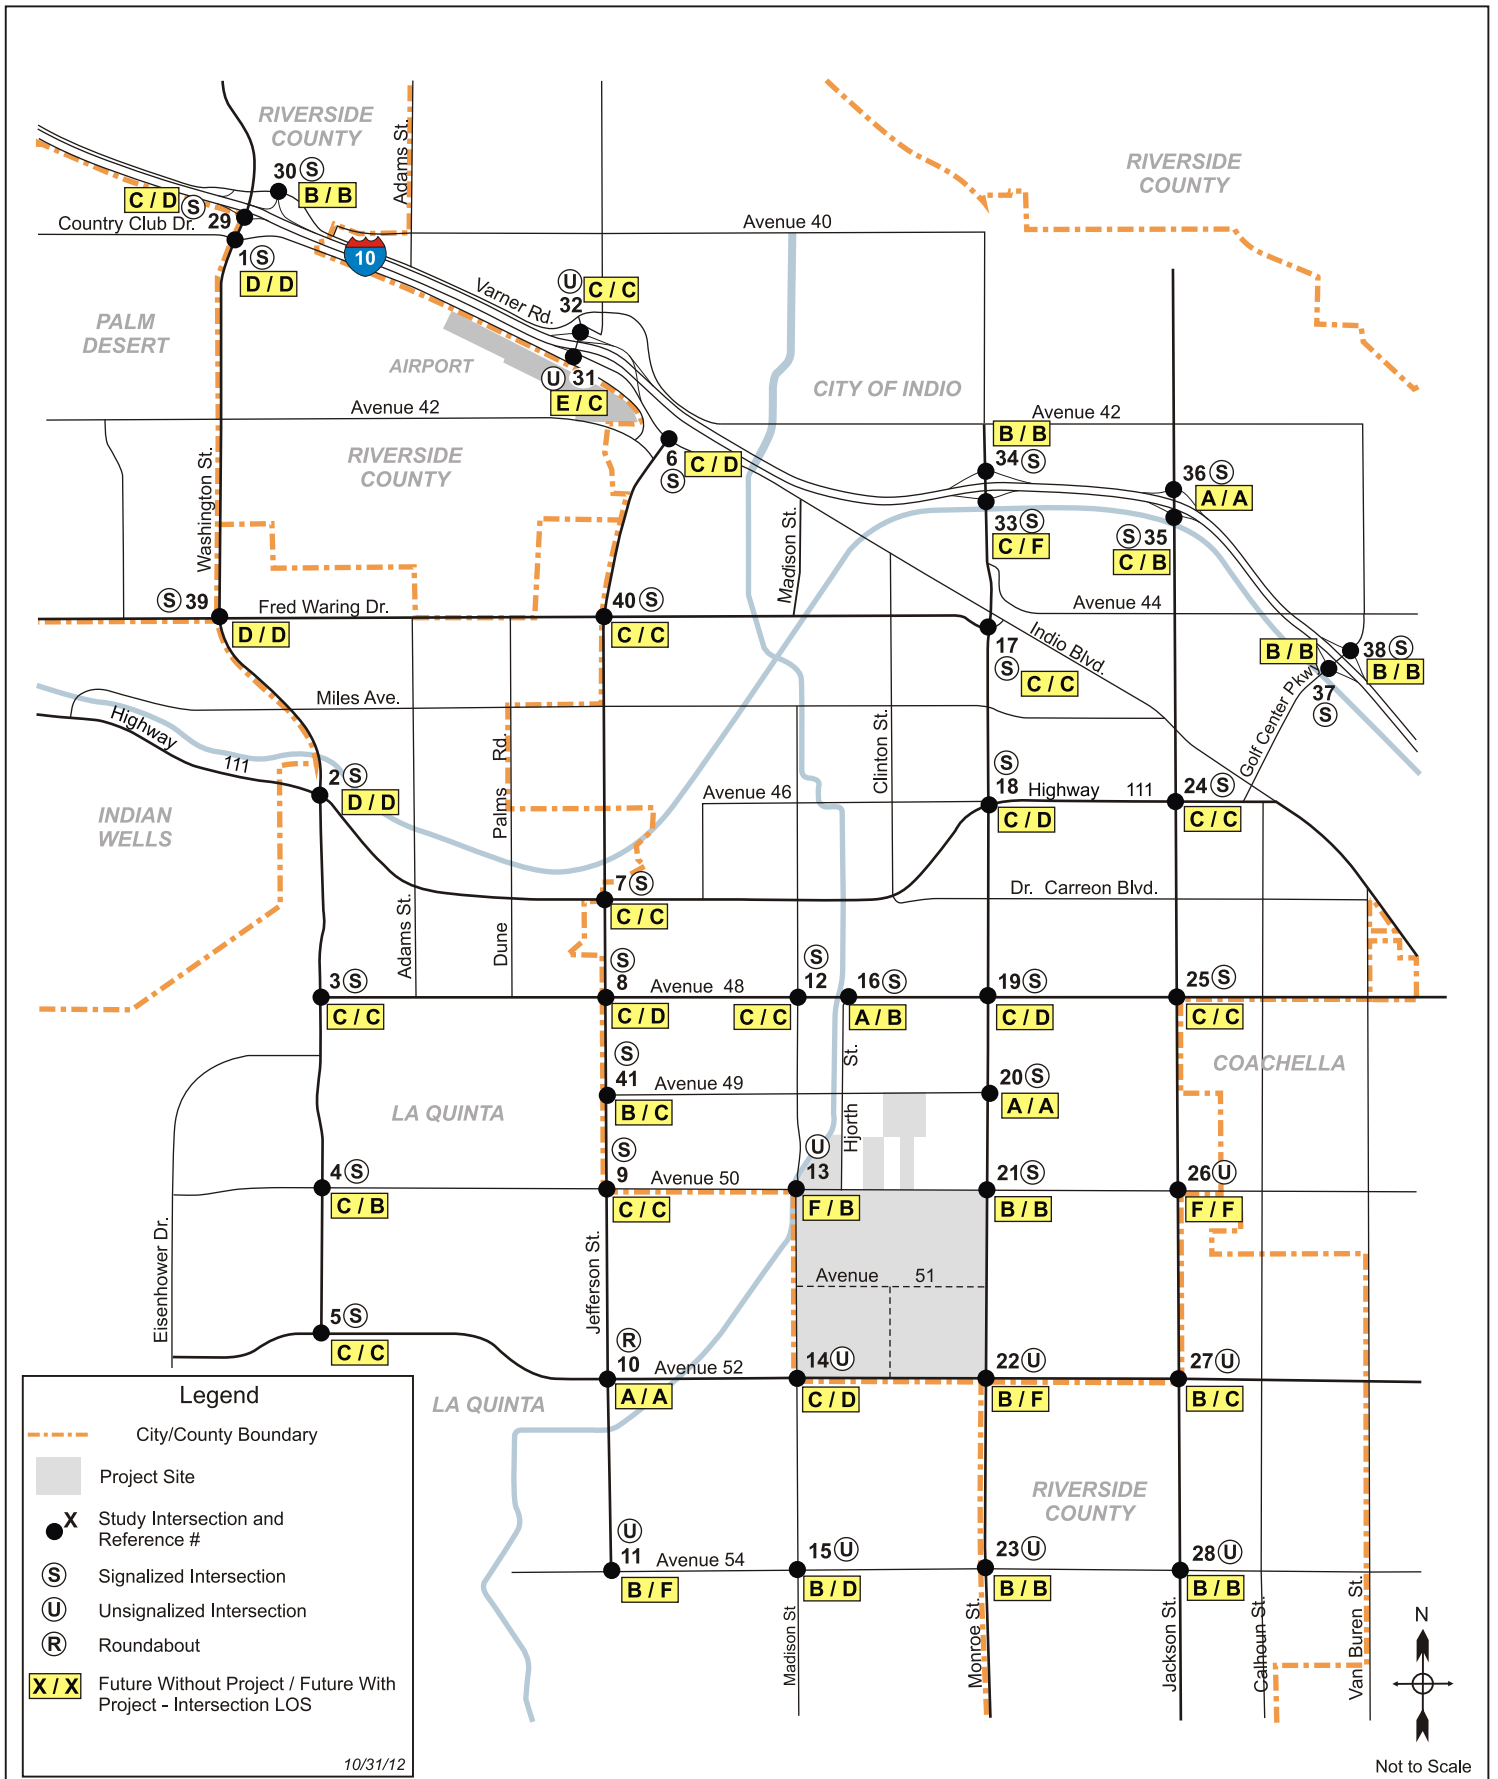 RIVERSIDE
COUNTY
Adams St.
30 S
B / B
C / D
S
29
Country Club Dr.
1 S
D / D
10
Avenue 40
RIVERSIDE
COUNTY
U
32
C / C
Varner Rd.
PALM
DESERT
AIRPORT
U 31
E / C
CITY OF INDIO
Avenue 42
Avenue 42
B / B
34 S
Washington St.
RIVERSIDE
COUNTY
6
S
C / D
36 S
A / A
Madison St.
33 S
C / F
S 35
C / B
S 39
Fred Waring Dr.
D / D
40 S
C / C
Avenue 44
17
S
C / C
Indio Blvd.
B / B
38 S
B / B
37
S
Golf Center Pkwy
Miles Ave.
Highway
111
2 S
D / D
Palms Rd.
Clinton St.
INDIAN
WELLS
Avenue 46
S
18
C / D
Highway 111
24 S
C / C
7 S
C / C
Dr. Carreon Blvd.
Adams St.
Dune
3 S
C / C
S
8
C / D
Avenue 48
S
12
C / C
16 S
A / B
19 S
C / D
25 S
C / C
S
41
B / C
Avenue 49
Hjorth St.
20 S
A / A
COACHELLA
LA QUINTA
4 S
C / B
S
9
C / C
Avenue 50
U
13
F / B
21 S
B / B
26 U
F / F
Eisenhower Dr.
Jefferson St.
Avenue 51
5 S
C / C
R
10
A / A
Avenue 52
14 U
C / D
22 U
B / F
27 U
B / C
LA QUINTA
RIVERSIDE
COUNTY
U
11
B / F
Avenue 54
15 U
B / D
23 U
B / B
28 U
B / B
Madison St
Monroe St.
Jackson St.
Calhoun St.
Van Buren St.
Legend
City/County Boundary
Project Site
X
Study Intersection and
Reference #
S Signalized Intersection
U Unsignalized Intersection
R Roundabout
X / X Future Without Project / Future With
Project - Intersection LOS
10/31/12
N
Not to Scale